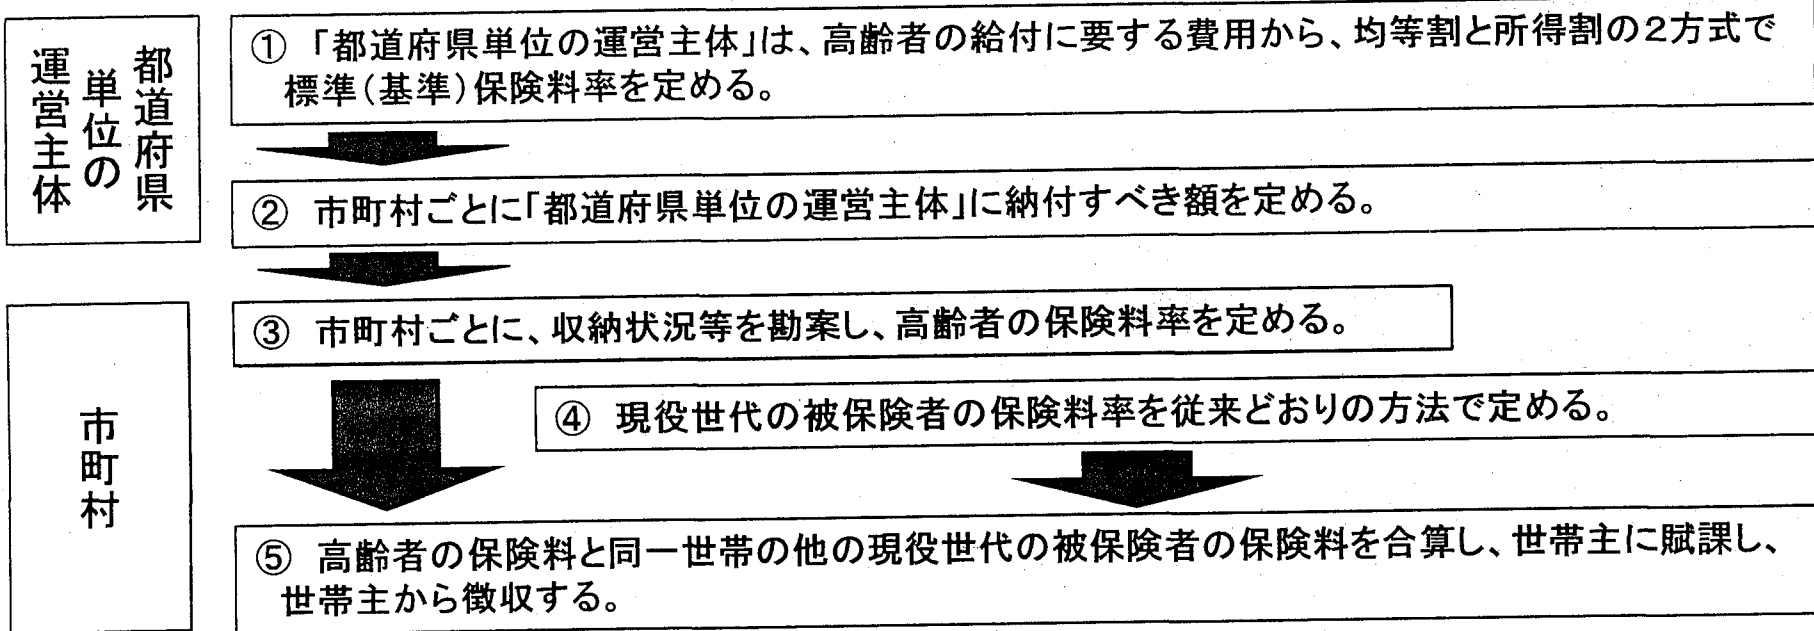 都道府県
単位の
運営主体
① 「都道府県単位の運営主体」は、高齢者の給付に要する費用から、均等割と所得割の2方式で
標準(基準)保険料率を定める。
② 市町村ごとに「都道府県単位の運営主体」に納付すべき額を定める。
市町村
③ 市町村ごとに、収納状況等を勘案し、高齢者の保険料率を定める。
④ 現役世代の被保険者の保険料率を従来どおりの方法で定める。
⑤ 高齢者の保険料と同一世帯の他の現役世代の被保険者の保険料を合算し、世帯主に賦課し、
世帯主から徴収する。